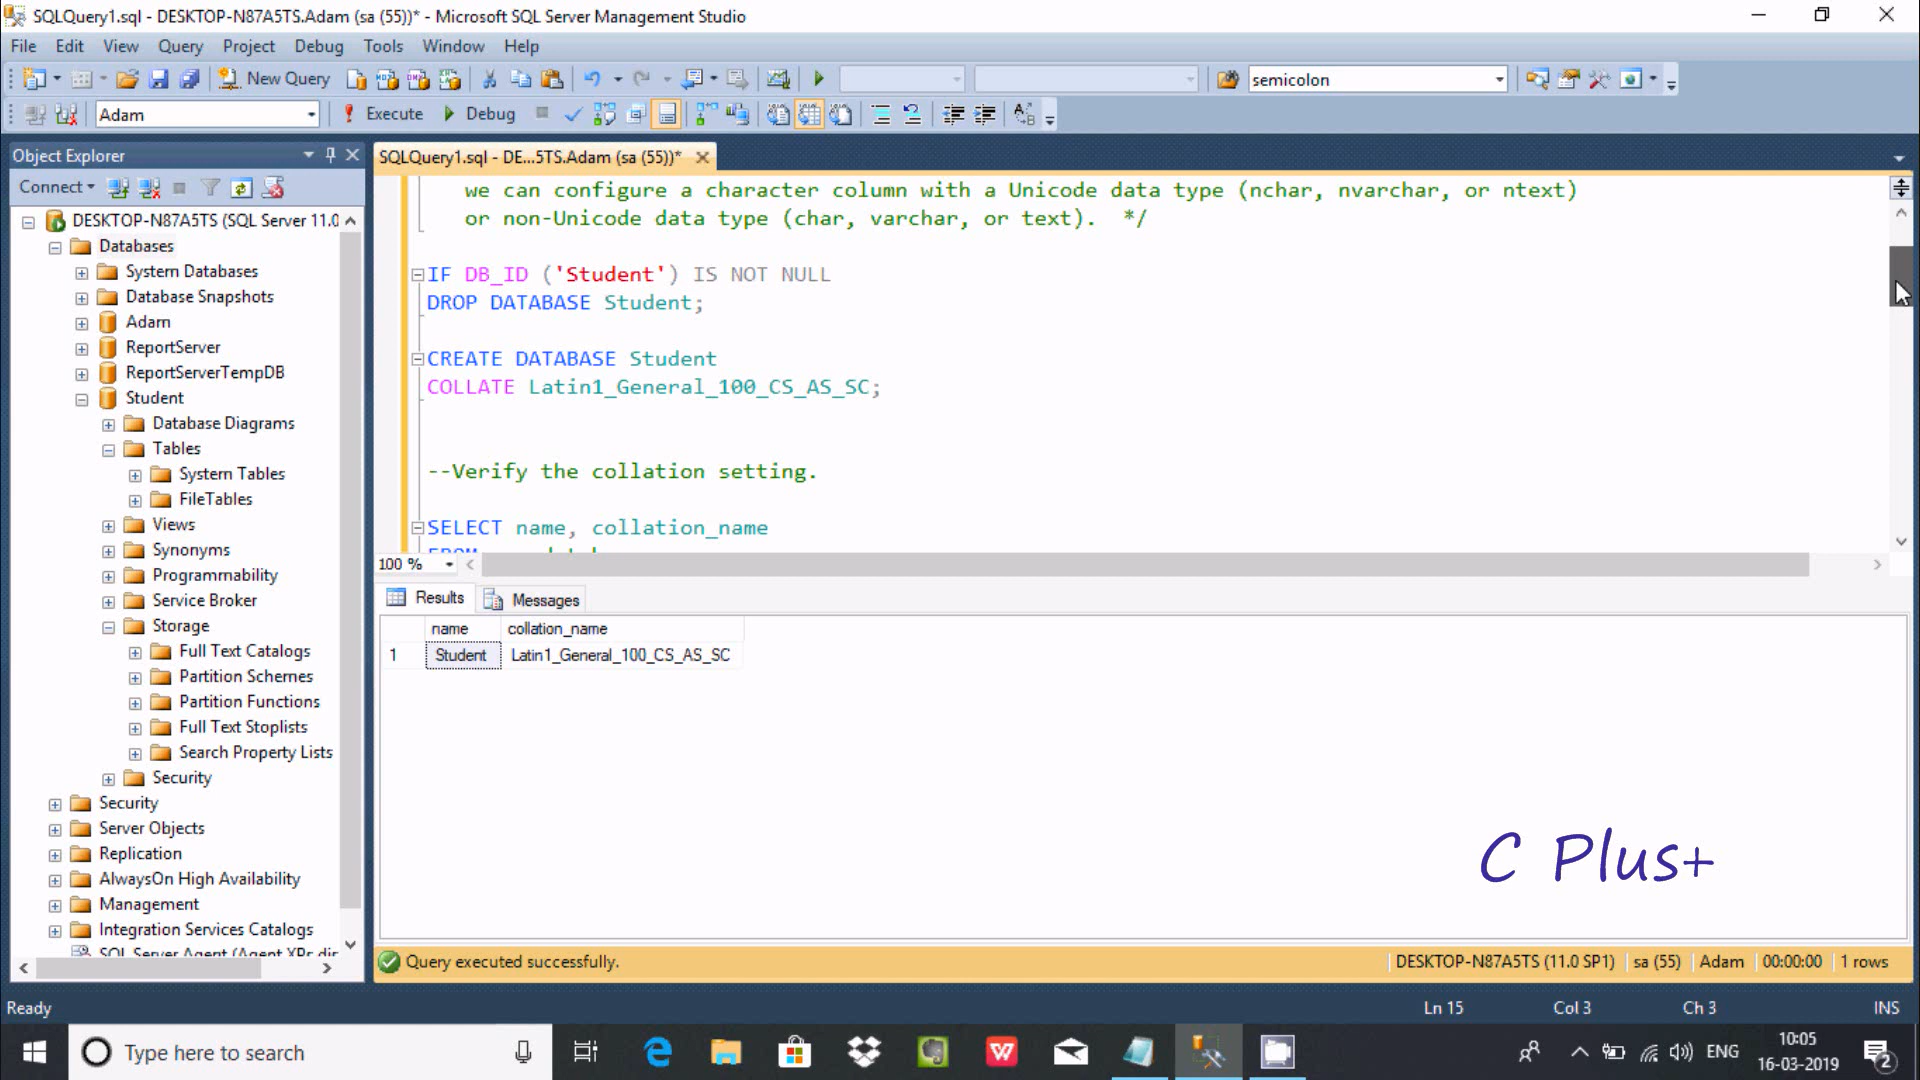 SQLQuery1.sql - DESKTOP-N87A5TS.Adam (sa (55))* - Microsoft SQL Server Management Studio
File Edit View Query Project Debug Tools Window Help
New Query semicolon
Adam Execute Debug
Object Explorer
SQLQuery1.sql - DE...5TS.Adam (sa (55))*
Connect
DESKTOP-N87A5TS (SQL Server 11.0
Databases
System Databases
Database Snapshots
Adam
ReportServer
ReportServerTempDB
Student
Database Diagrams
Tables
System Tables
FileTables
Views
Synonyms
Programmability
Service Broker
Storage
Full Text Catalogs
Partition Schemes
Partition Functions
Full Text Stoplists
Search Property Lists
Security
Security
Server Objects
Replication
AlwaysOn High Availability
Management
Integration Services Catalogs
SQL Server Agent (Agent XPs dis
we can configure a character column with a Unicode data type (nchar, nvarchar, or ntext)
or non-Unicode data type (char, varchar, or text). */
IF DB_ID ('Student') IS NOT NULL
DROP DATABASE Student;
CREATE DATABASE Student
COLLATE Latin1_General_100_CS_AS_SC;
--Verify the collation setting.
SELECT name, collation_name
FROM
100 %
Results Messages
name collation_name
1 Student Latin1_General_100_CS_AS_SC
C Plus+
Query executed successfully. DESKTOP-N87A5TS (11.0 SP1) sa (55) Adam 00:00:00 1 rows
Ready Ln 15 Col 3 Ch 3 INS
Type here to search
ENG
10:05
16-03-2019
2